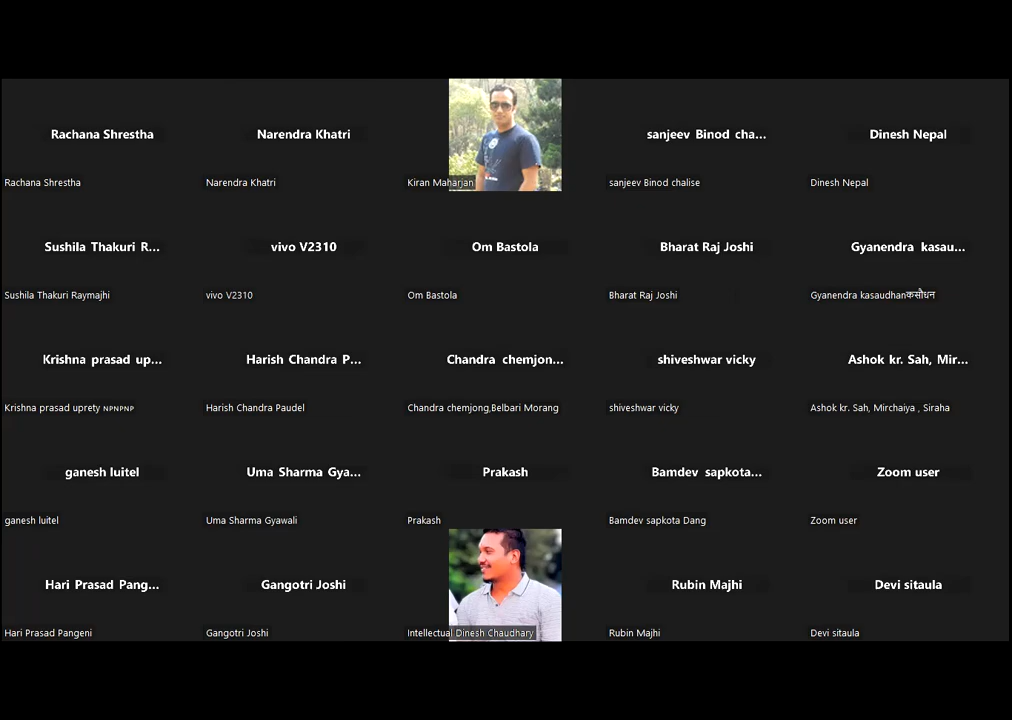 Rachana Shrestha
Narendra Khatri
sanjeev Binod cha...
Dinesh Nepal
Rachana Shrestha
Narendra Khatri
Kiran Maharjan
sanjeev Binod chalise
Dinesh Nepal
Sushila Thakuri R...
vivo V2310
Om Bastola
Bharat Raj Joshi
Gyanendra kasau...
Sushila Thakuri Raymajhi
vivo V2310
Om Bastola
Bharat Raj Joshi
Gyanendra kasaudhanकसौधन
Krishna prasad up...
Harish Chandra P...
Chandra chemjon...
shiveshwar vicky
Ashok kr. Sah, Mir...
Krishna prasad uprety ɴᴘɴᴘɴᴘ
Harish Chandra Paudel
Chandra chemjong,Belbari Morang
shiveshwar vicky
Ashok kr. Sah, Mirchaiya , Siraha
ganesh luitel
Uma Sharma Gya...
Prakash
Bamdev sapkota...
Zoom user
ganesh luitel
Uma Sharma Gyawali
Prakash
Bamdev sapkota Dang
Zoom user
Hari Prasad Pang...
Gangotri Joshi
Rubin Majhi
Devi sitaula
Hari Prasad Pangeni
Gangotri Joshi
Intellectual Dinesh Chaudhary
Rubin Majhi
Devi sitaula